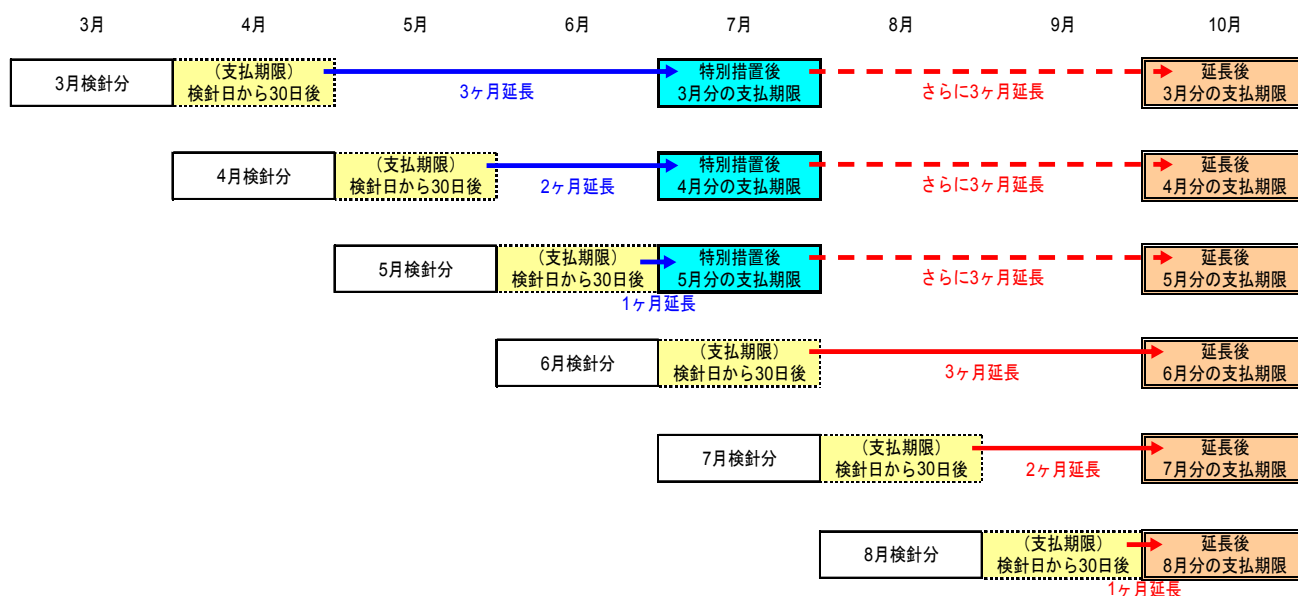 3月
4月
5月
6月
7月
8月
9月
10月
3月検針分
（支払期限）
検針日から30日後
3ヶ月延長
特別措置後
3月分の支払期限
さらに3ヶ月延長
延長後
3月分の支払期限
4月検針分
（支払期限）
検針日から30日後
2ヶ月延長
特別措置後
4月分の支払期限
さらに3ヶ月延長
延長後
4月分の支払期限
5月検針分
（支払期限）
検針日から30日後
1ヶ月延長
特別措置後
5月分の支払期限
さらに3ヶ月延長
延長後
5月分の支払期限
6月検針分
（支払期限）
検針日から30日後
3ヶ月延長
延長後
6月分の支払期限
7月検針分
（支払期限）
検針日から30日後
2ヶ月延長
延長後
7月分の支払期限
8月検針分
（支払期限）
検針日から30日後
1ヶ月延長
延長後
8月分の支払期限